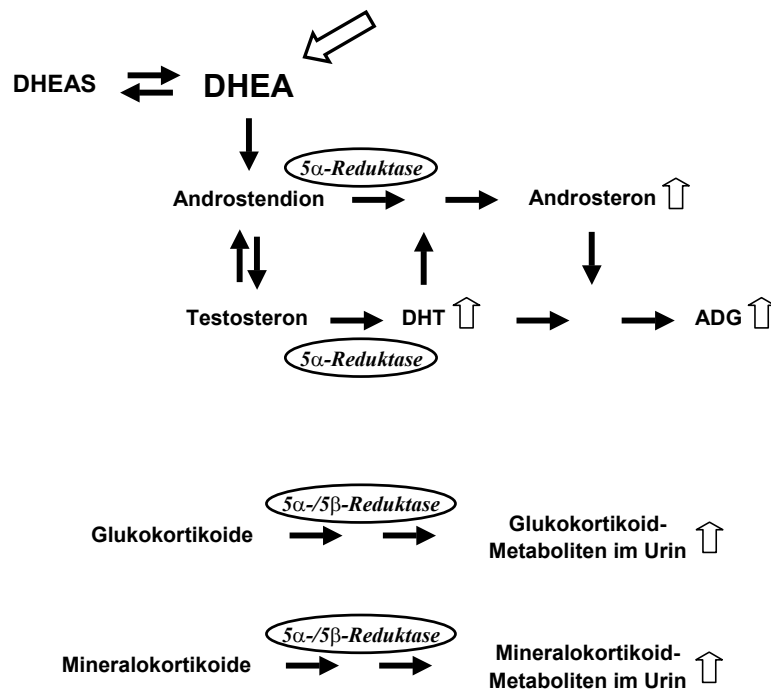 DHEAS DHEA
5α-Reduktase
Androstendion Androsteron
Testosteron DHT ADG
5α-Reduktase
5α-/5β-Reduktase
Glukokortikoide Glukokortikoid-
Metaboliten im Urin
5α-/5β-Reduktase
Mineralokortikoide Mineralokortikoid-
Metaboliten im Urin